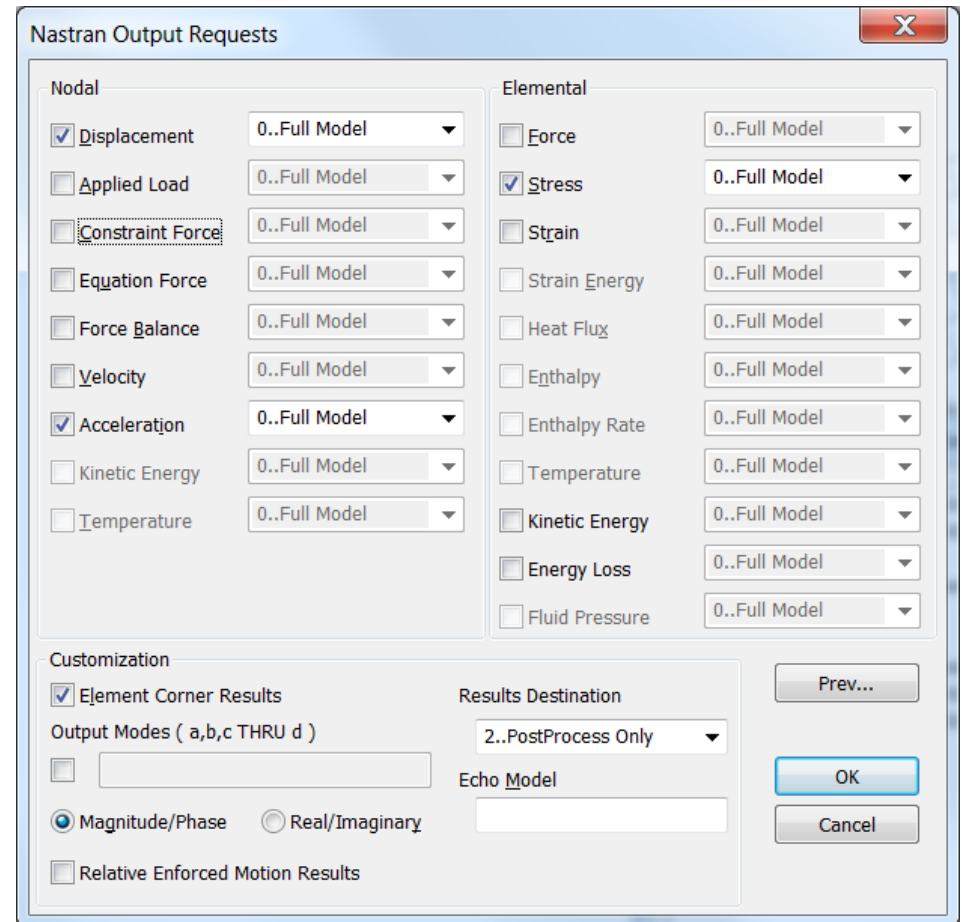 Nastran Output Requests
Nodal
Displacement 0..Full Model
Applied Load 0..Full Model
Constraint Force 0..Full Model
Equation Force 0..Full Model
Force Balance 0..Full Model
Velocity 0..Full Model
Acceleration 0..Full Model
Kinetic Energy 0..Full Model
Temperature 0..Full Model
Elemental
Force 0..Full Model
Stress 0..Full Model
Strain 0..Full Model
Strain Energy 0..Full Model
Heat Flux 0..Full Model
Enthalpy 0..Full Model
Enthalpy Rate 0..Full Model
Temperature 0..Full Model
Kinetic Energy 0..Full Model
Energy Loss 0..Full Model
Fluid Pressure 0..Full Model
Customization
Element Corner Results
Output Modes ( a,b,c THRU d )
Magnitude/Phase Real/Imaginary
Relative Enforced Motion Results
Results Destination
2..PostProcess Only
Echo Model
Prev...
OK
Cancel